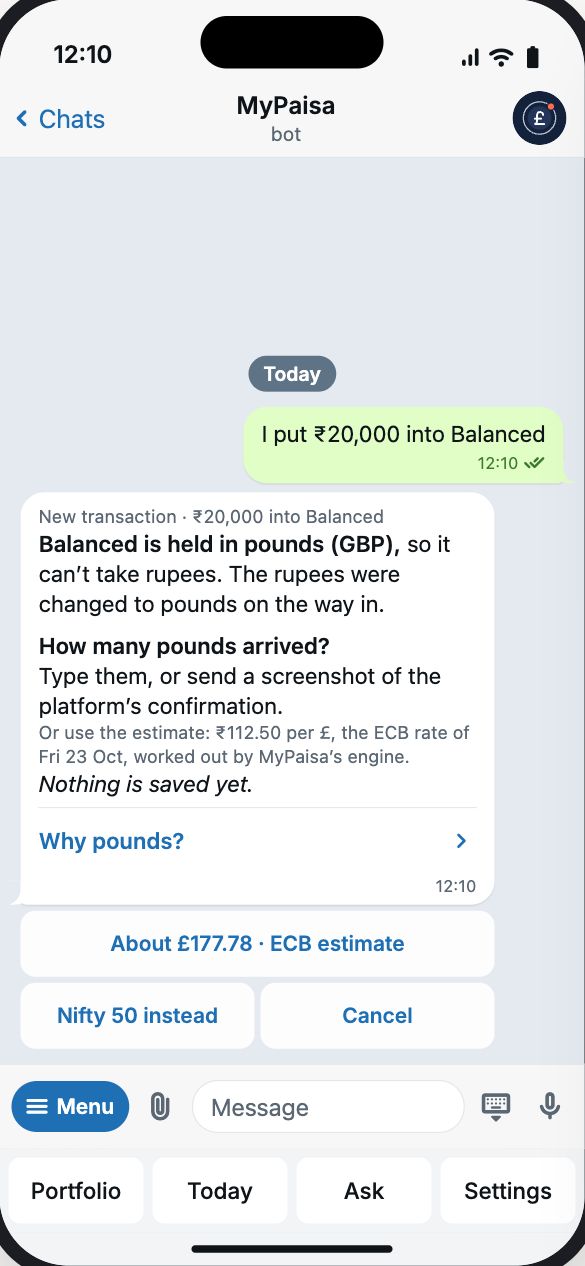 12:10
Chats
MyPaisa
bot
£
Today
I put ₹20,000 into Balanced
12:10
New transaction · ₹20,000 into Balanced
Balanced is held in pounds (GBP), so it
can’t take rupees. The rupees were
changed to pounds on the way in.
How many pounds arrived?
Type them, or send a screenshot of the
platform’s confirmation.
Or use the estimate: ₹112.50 per £, the ECB rate of
Fri 23 Oct, worked out by MyPaisa’s engine.
Nothing is saved yet.
Why pounds?
12:10
About £177.78 · ECB estimate
Nifty 50 instead
Cancel
Menu
Message
Portfolio
Today
Ask
Settings